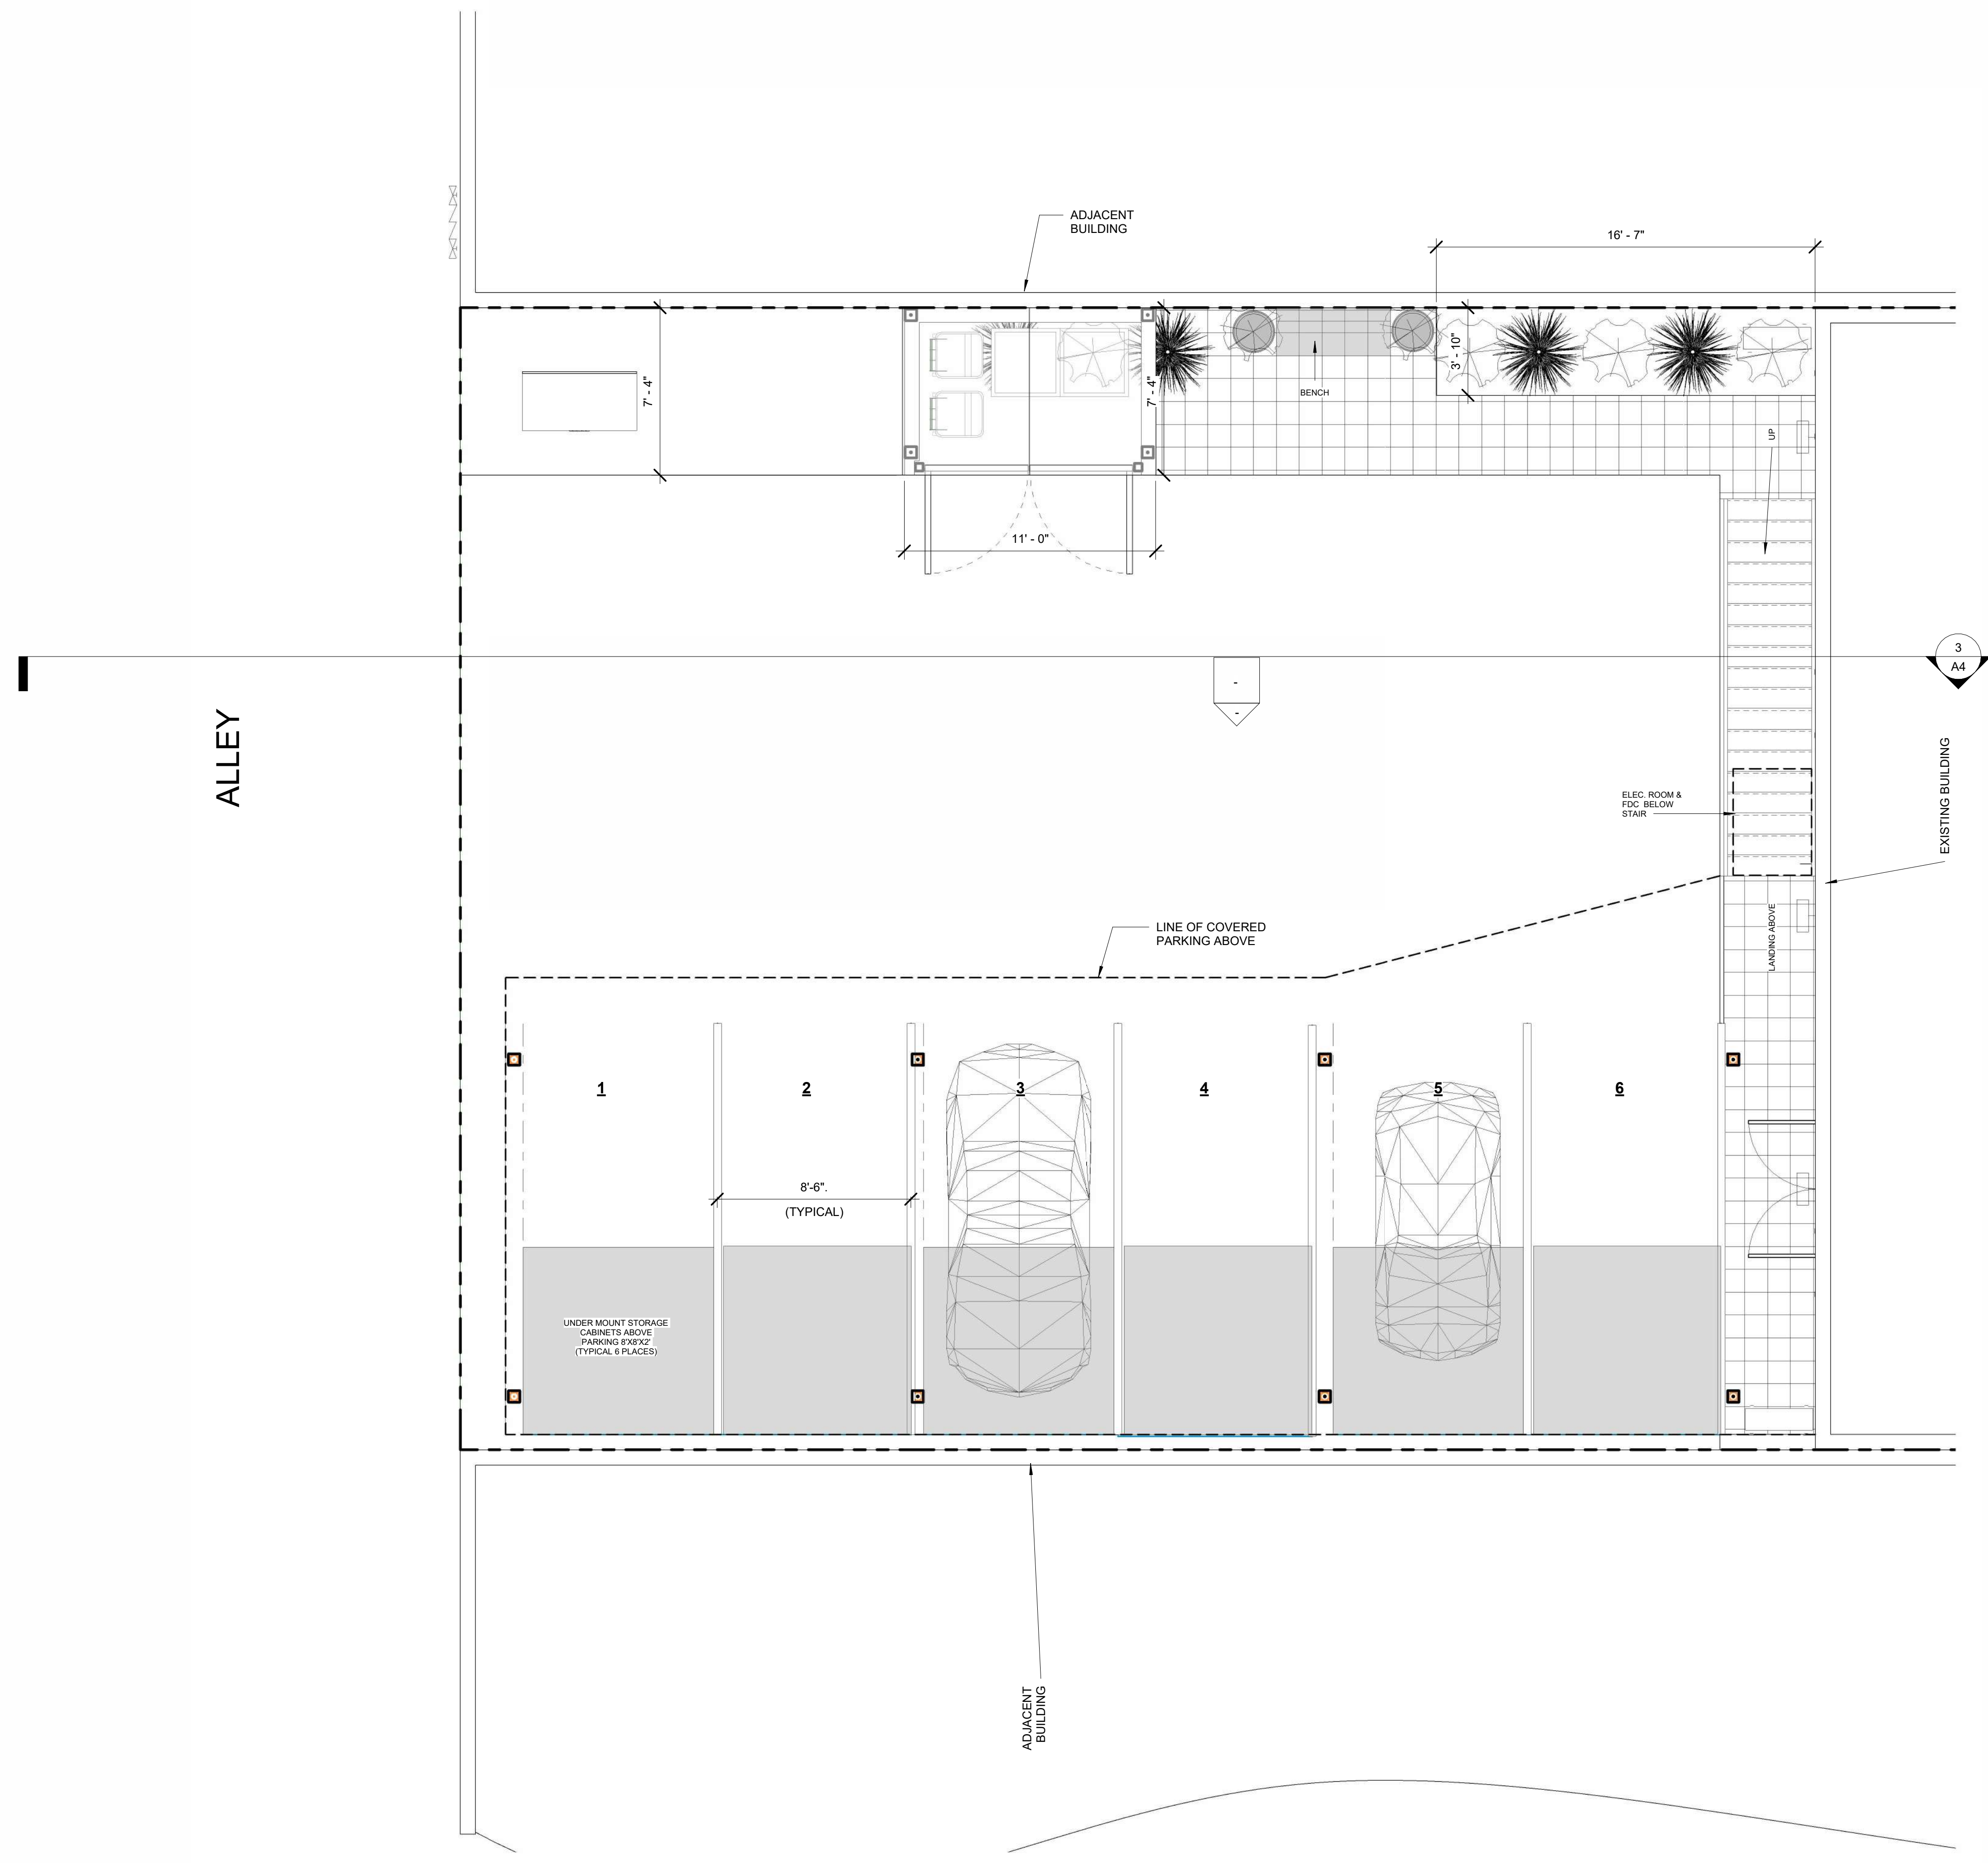 ADJACENT
BUILDING
16' - 7"
7' - 4"
7' - 4"
3' - 10"
BENCH
UP
11' - 0"
3
A4
-
-
ALLEY
ELEC. ROOM &
FDC BELOW
STAIR
EXISTING BUILDING
LANDING ABOVE
LINE OF COVERED
PARKING ABOVE
1
2
3
4
5
6
8'-6".
(TYPICAL)
UNDER MOUNT STORAGE
CABINETS ABOVE
PARKING 8'X8'X2'
(TYPICAL 6 PLACES)
ADJACENT
BUILDING